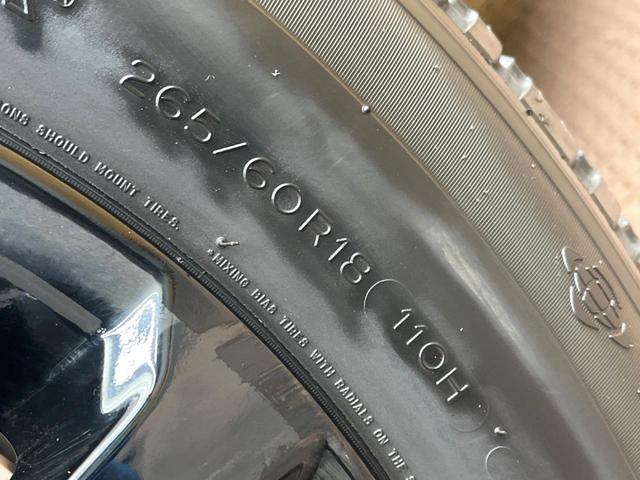 265/60R18 110H
ONS SHOULD MOUNT TIRES.
*MIXING BIAS TIRES WITH RADIALS ON THE S